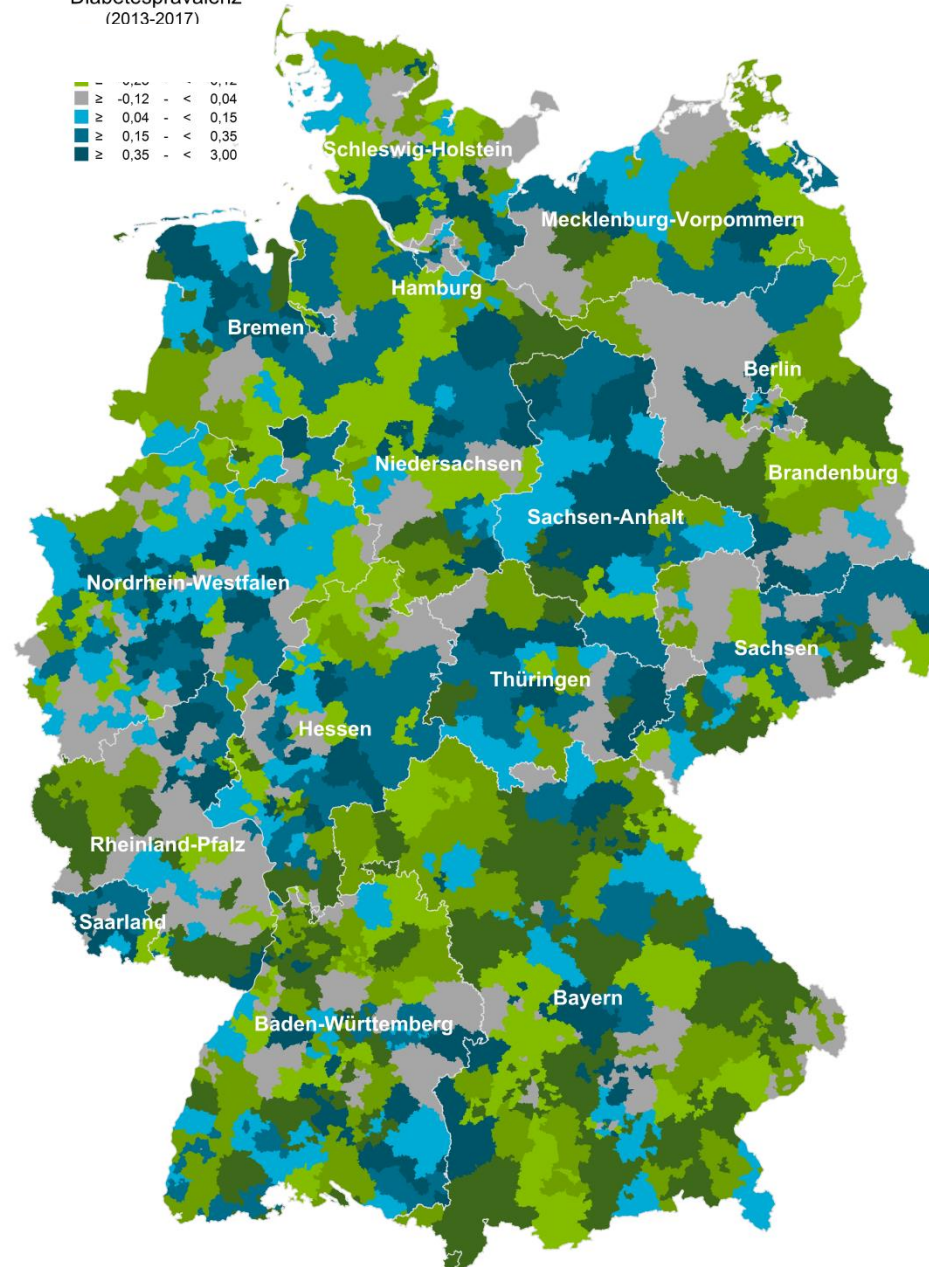 Diabetesprävalenz
(2013-2017)
≥ -0,12 - < 0,04
≥ 0,04 - < 0,15
≥ 0,15 - < 0,35
≥ 0,35 - < 3,00
Schleswig-Holstein
Mecklenburg-Vorpommern
Hamburg
Bremen
Berlin
Niedersachsen
Brandenburg
Sachsen-Anhalt
Nordrhein-Westfalen
Sachsen
Thüringen
Hessen
Rheinland-Pfalz
Saarland
Bayern
Baden-Württemberg